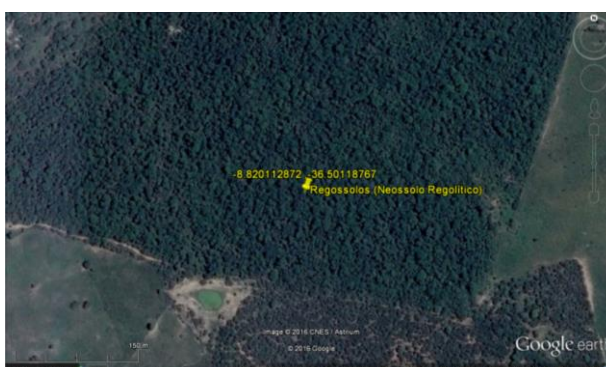 -8.820112872 -36.50118767
Regossolos (Neossolo Regolítico)
150 m
Image © 2016 CNES / Astrium
© 2016 Google
Google earth